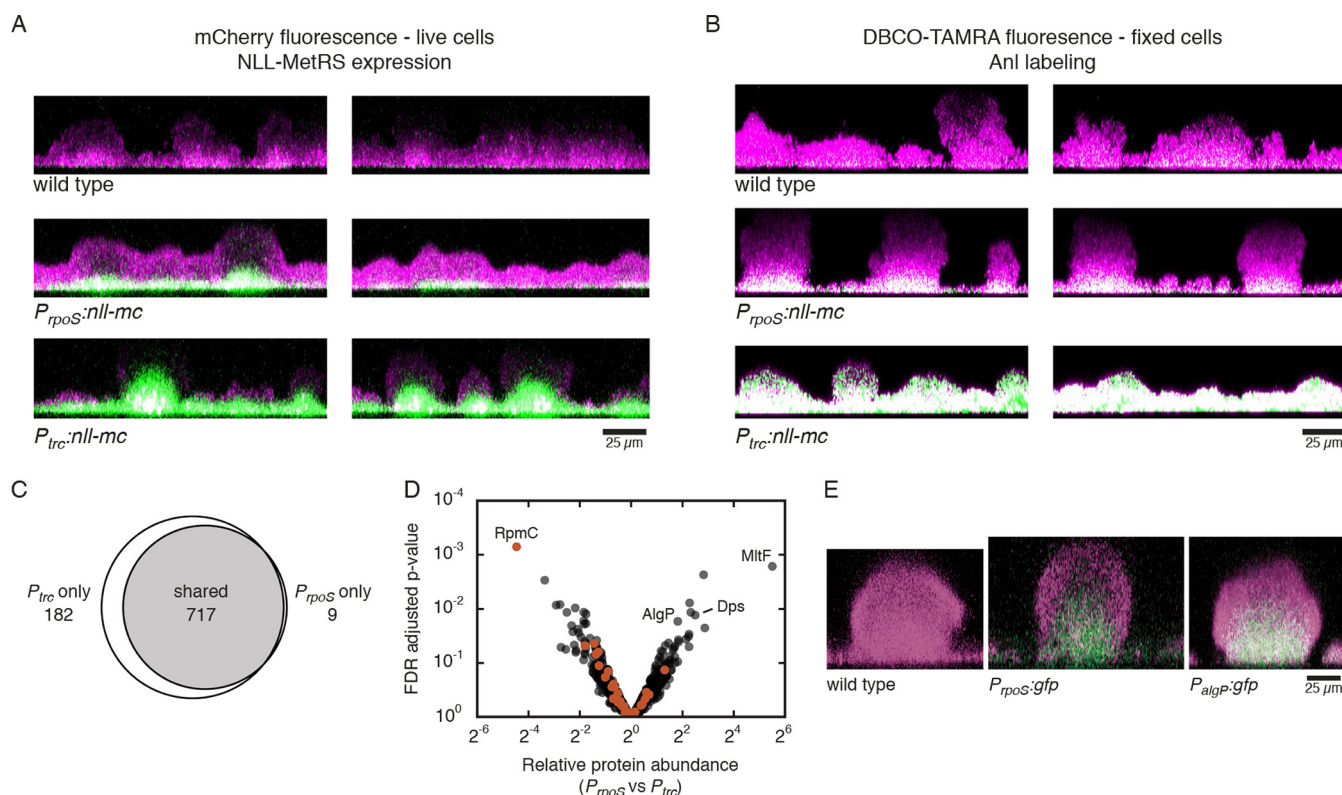 A
mCherry fluorescence - live cells
NLL-MetRS expression
wild type
PrpoS:nll-mc
Ptrc:nll-mc
25 µm
B
DBCO-TAMRA fluoresence - fixed cells
Anl labeling
wild type
PrpoS:nll-mc
Ptrc:nll-mc
25 µm
C
Ptrc only
182
shared
717
PrpoS only
9
D
FDR adjusted p-value
10-4
10-3
10-2
10-1
100
RpmC
MltF
AlgP
Dps
2-6
2-4
2-2
20
22
24
26
Relative protein abundance
(PrpoS vs Ptrc)
E
wild type
PrpoS:gfp
PalgP:gfp
25 µm